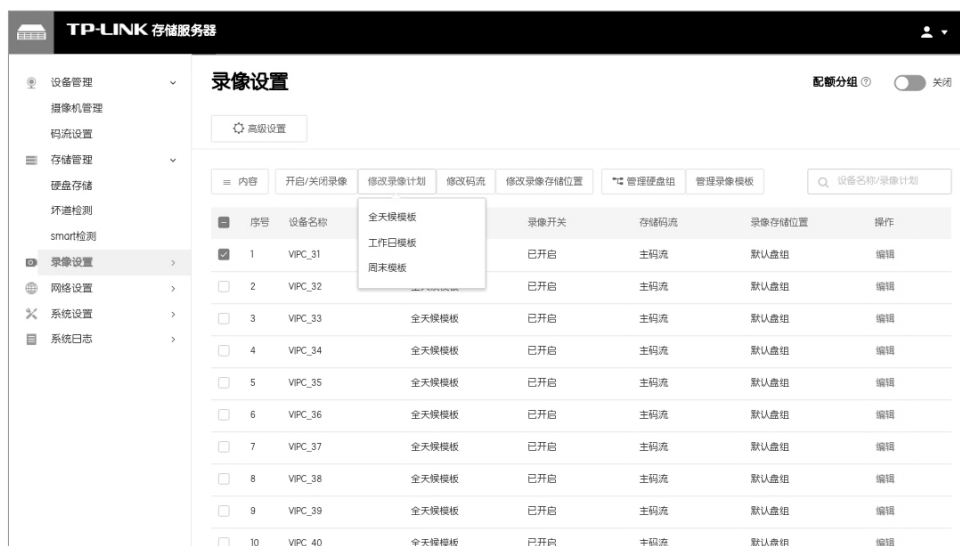 TP-LINK 存储服务器
设备管理
摄像机管理
码流设置
存储管理
硬盘存储
坏道检测
smart检测
录像设置
网络设置
系统设置
系统日志
录像设置
配额分组 关闭
高级设置
内容 开启/关闭录像 修改录像计划 修改码流 修改录像存储位置 管理硬盘组 管理录像模板 设备名称/录像计划
全天候模板
工作日模板
周末模板
序号 设备名称 录像开关 存储码流 录像存储位置 操作
1 VIPC_31 已开启 主码流 默认盘组 编辑
2 VIPC_32 已开启 主码流 默认盘组 编辑
3 VIPC_33 全天候模板 已开启 主码流 默认盘组 编辑
4 VIPC_34 全天候模板 已开启 主码流 默认盘组 编辑
5 VIPC_35 全天候模板 已开启 主码流 默认盘组 编辑
6 VIPC_36 全天候模板 已开启 主码流 默认盘组 编辑
7 VIPC_37 全天候模板 已开启 主码流 默认盘组 编辑
8 VIPC_38 全天候模板 已开启 主码流 默认盘组 编辑
9 VIPC_39 全天候模板 已开启 主码流 默认盘组 编辑
10 VIPC_40 全天候模板 已开启 主码流 默认盘组 编辑